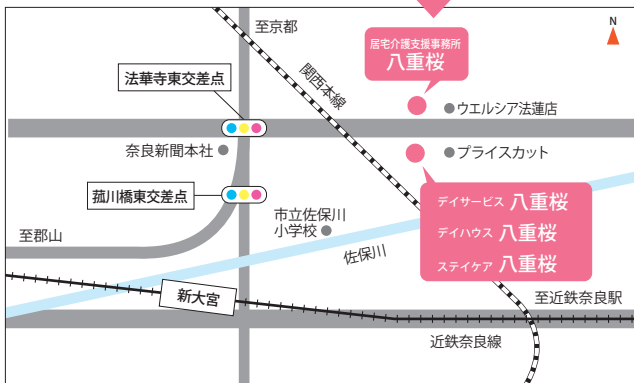 至京都
N
居宅介護支援事務所
八重桜
法華寺東交差点
関西本線
ウエルシア法蓮店
奈良新聞本社
プライスカット
菰川橋東交差点
デイサービス 八重桜
デイハウス 八重桜
ステイケア 八重桜
市立佐保川
小学校
至郡山
佐保川
新大宮
至近鉄奈良駅
近鉄奈良線